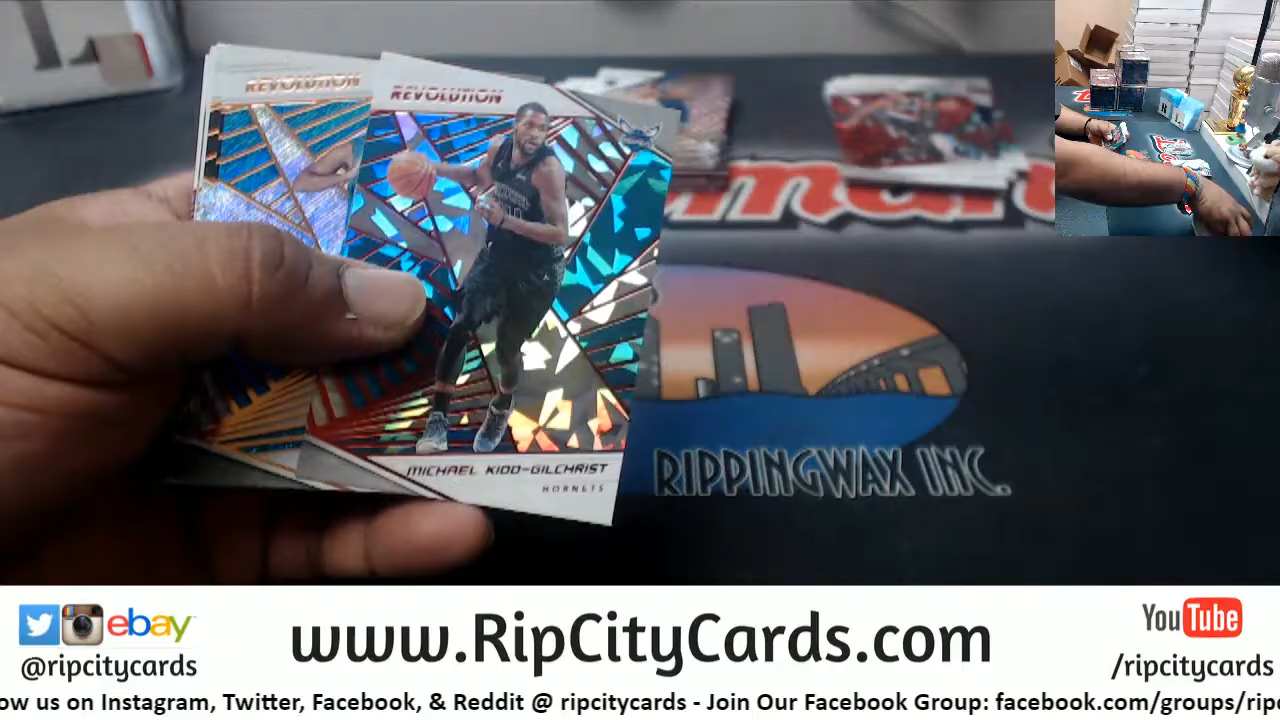 REVOLUTION
REVOLUTION
MICHAEL KIDD-GILCHRIST
HORNETS
RIPPINGWAX INC.
ebay
@ripcitycards
www.RipCityCards.com
YouTube
/ripcitycards
ow us on Instagram, Twitter, Facebook, & Reddit @ ripcitycards - Join Our Facebook Group: facebook.com/groups/ripc